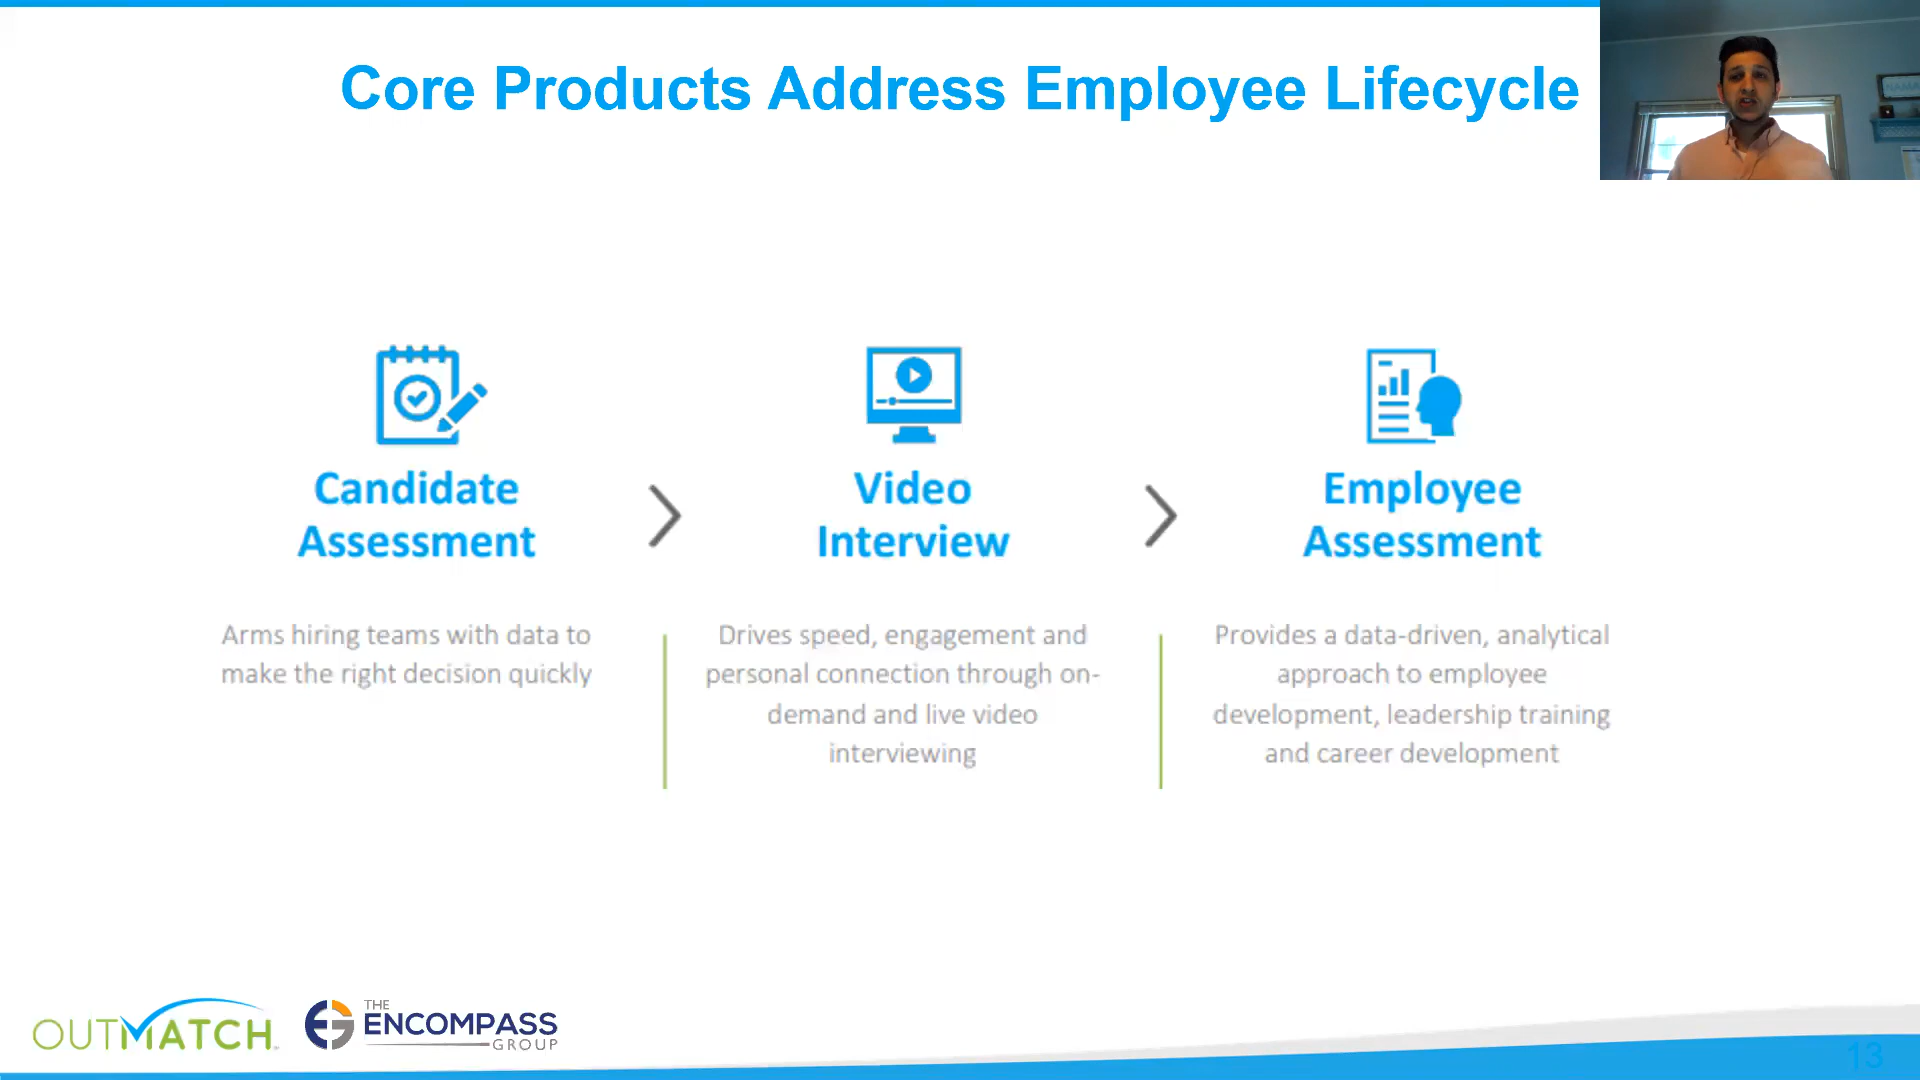 Core Products Address Employee Lifecycle
Candidate
Assessment
Arms hiring teams with data to
make the right decision quickly
Video
Interview
Drives speed, engagement and
personal connection through on-
demand and live video
interviewing
Employee
Assessment
Provides a data-driven, analytical
approach to employee
development, leadership training
and career development
OUTMATCH
THE
ENCOMPASS
GROUP
13